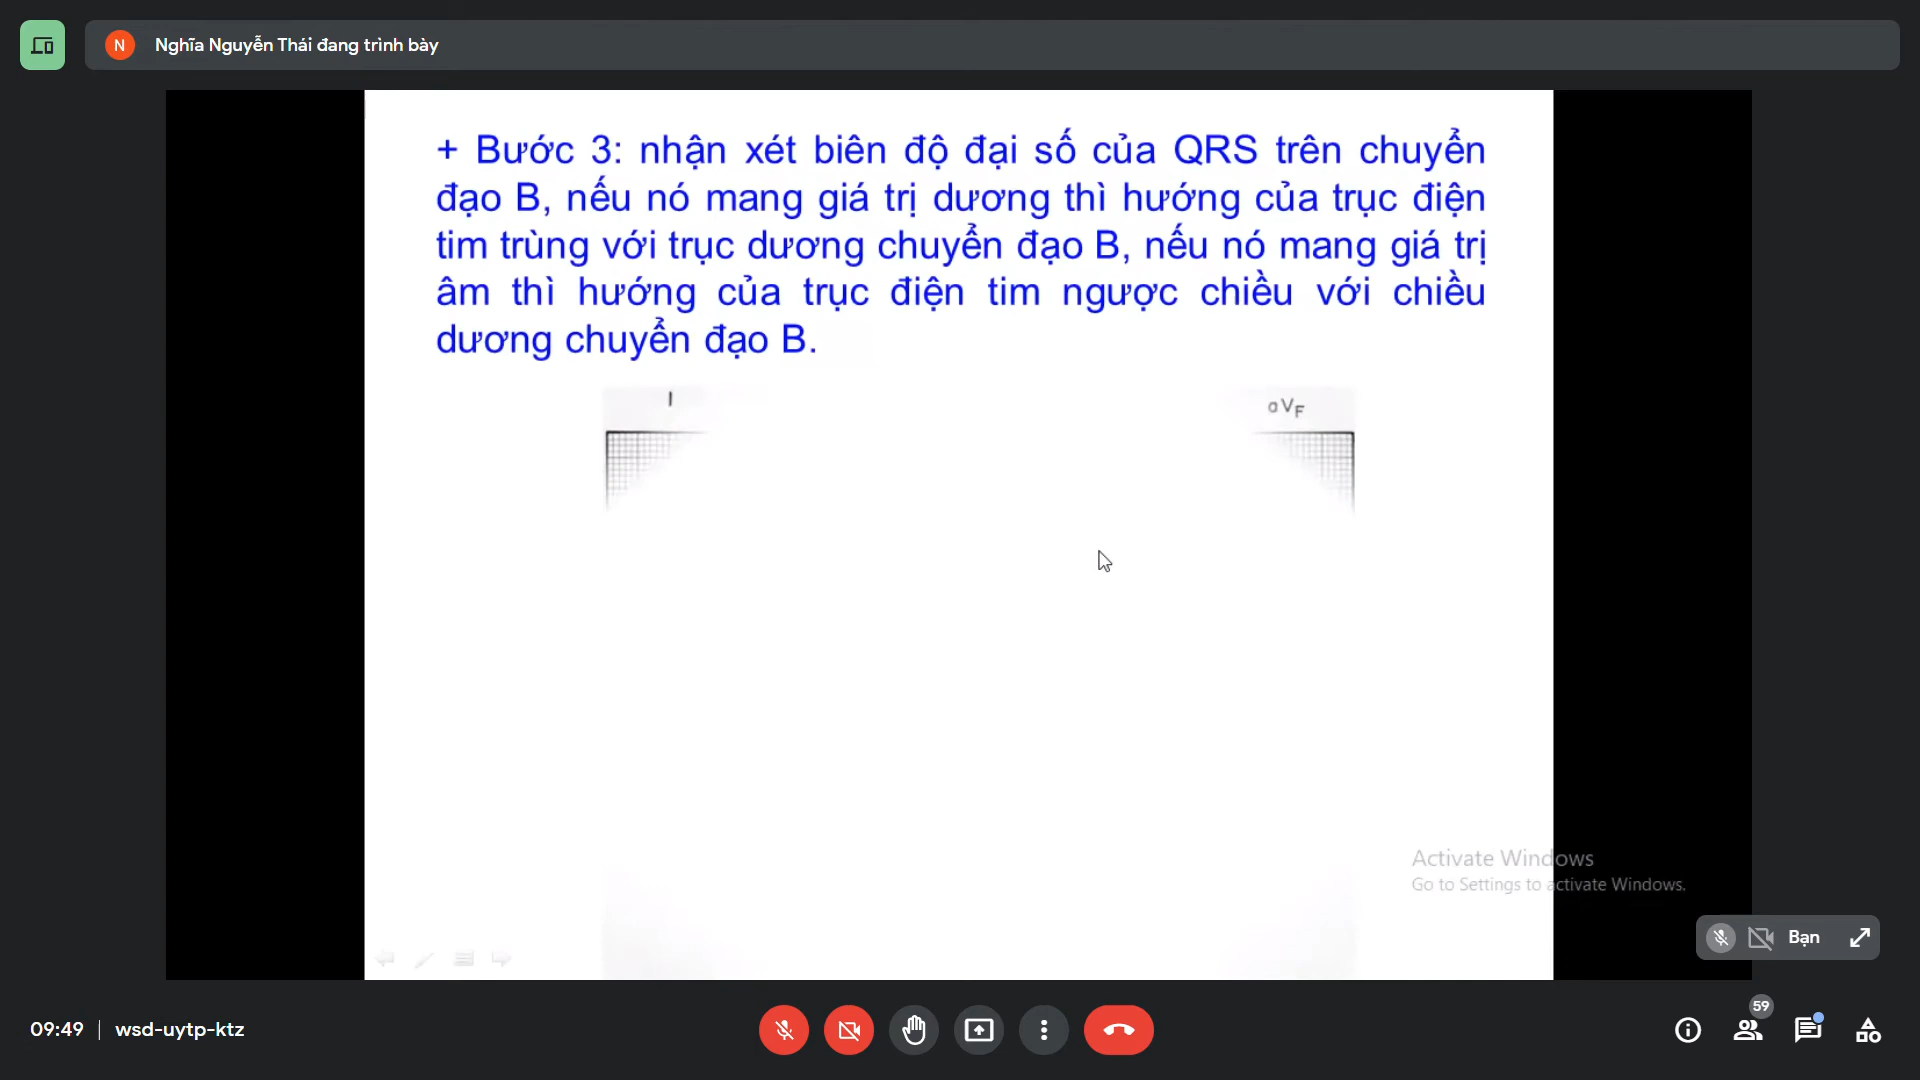 N Nghĩa Nguyễn Thái đang trình bày
+ Bước 3: nhận xét biên độ đại số của QRS trên chuyển
đạo B, nếu nó mang giá trị dương thì hướng của trục điện
tim trùng với trục dương chuyển đạo B, nếu nó mang giá trị
âm thì hướng của trục điện tim ngược chiều với chiều
dương chuyển đạo B.
I
aVF
Activate Windows
Go to Settings to activate Windows.
Bạn
59
09:49 | wsd-uytp-ktz